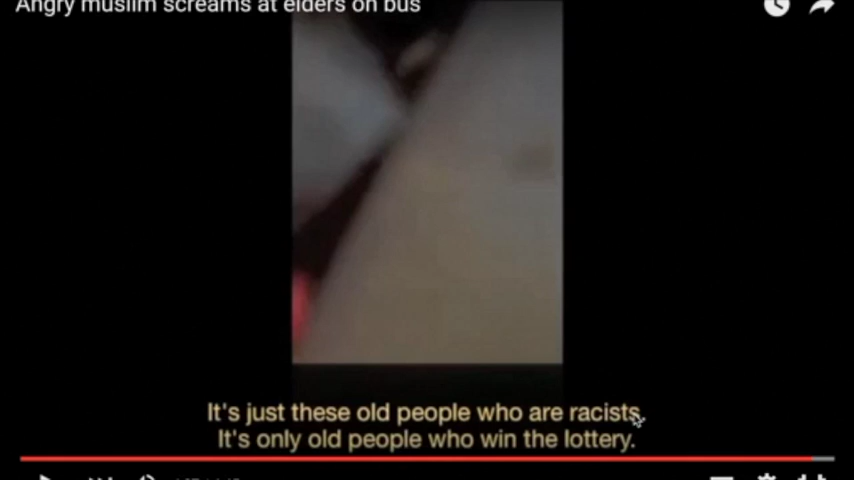 Angry muslim screams at elders on bus
It's just these old people who are racists.
It's only old people who win the lottery.